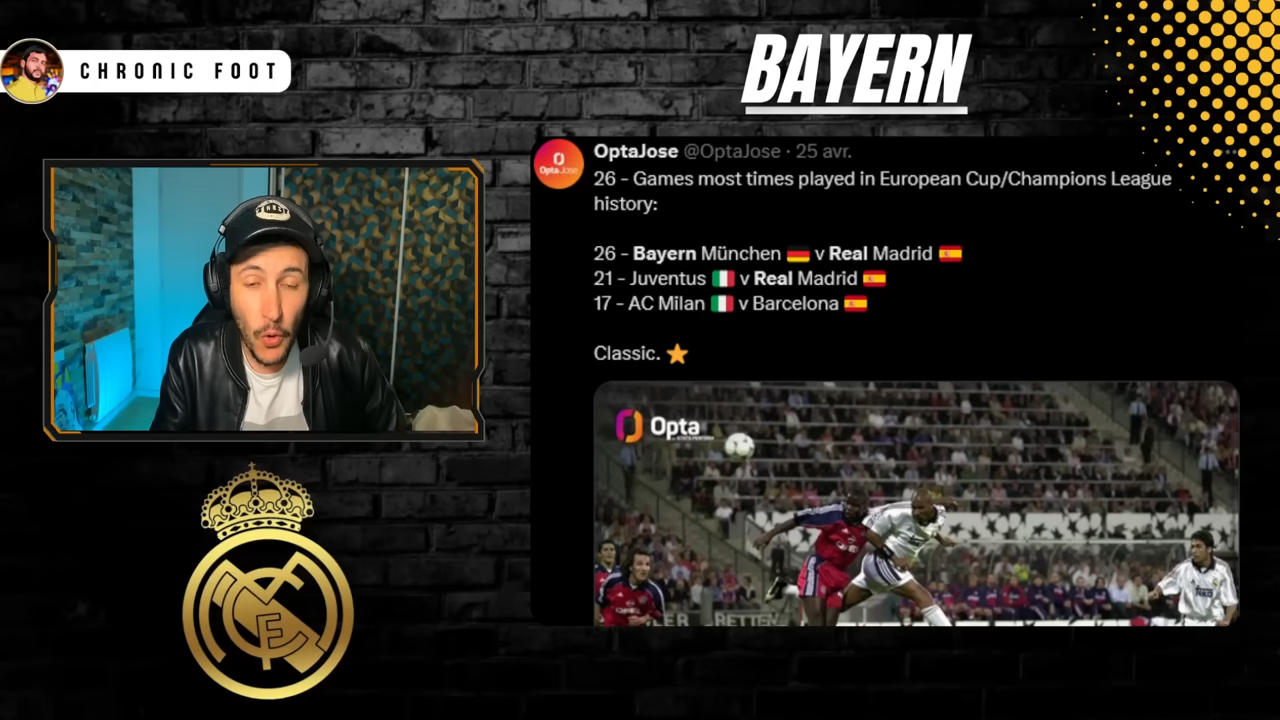 CHRONIC FOOT
BAYERN
OptaJose @OptaJose · 25 avr.
26 - Games most times played in European Cup/Champions League
history:
26 - Bayern München 🇩🇪 v Real Madrid 🇪🇸
21 - Juventus 🇮🇹 v Real Madrid 🇪🇸
17 - AC Milan 🇮🇹 v Barcelona 🇪🇸
Classic. ⭐
Opta
RETTEN